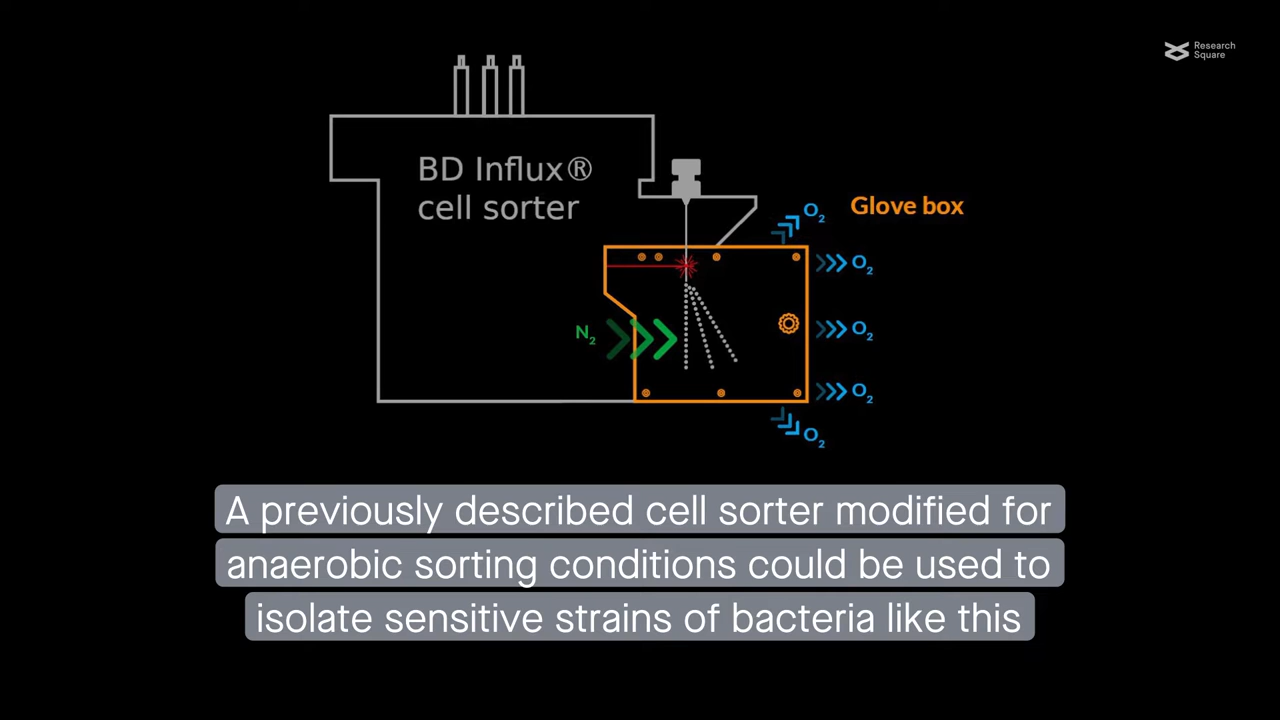 Research
Square
BD Influx®
cell sorter
Glove box
O₂
O₂
N₂
O₂
O₂
O₂
A previously described cell sorter modified for
anaerobic sorting conditions could be used to
isolate sensitive strains of bacteria like this